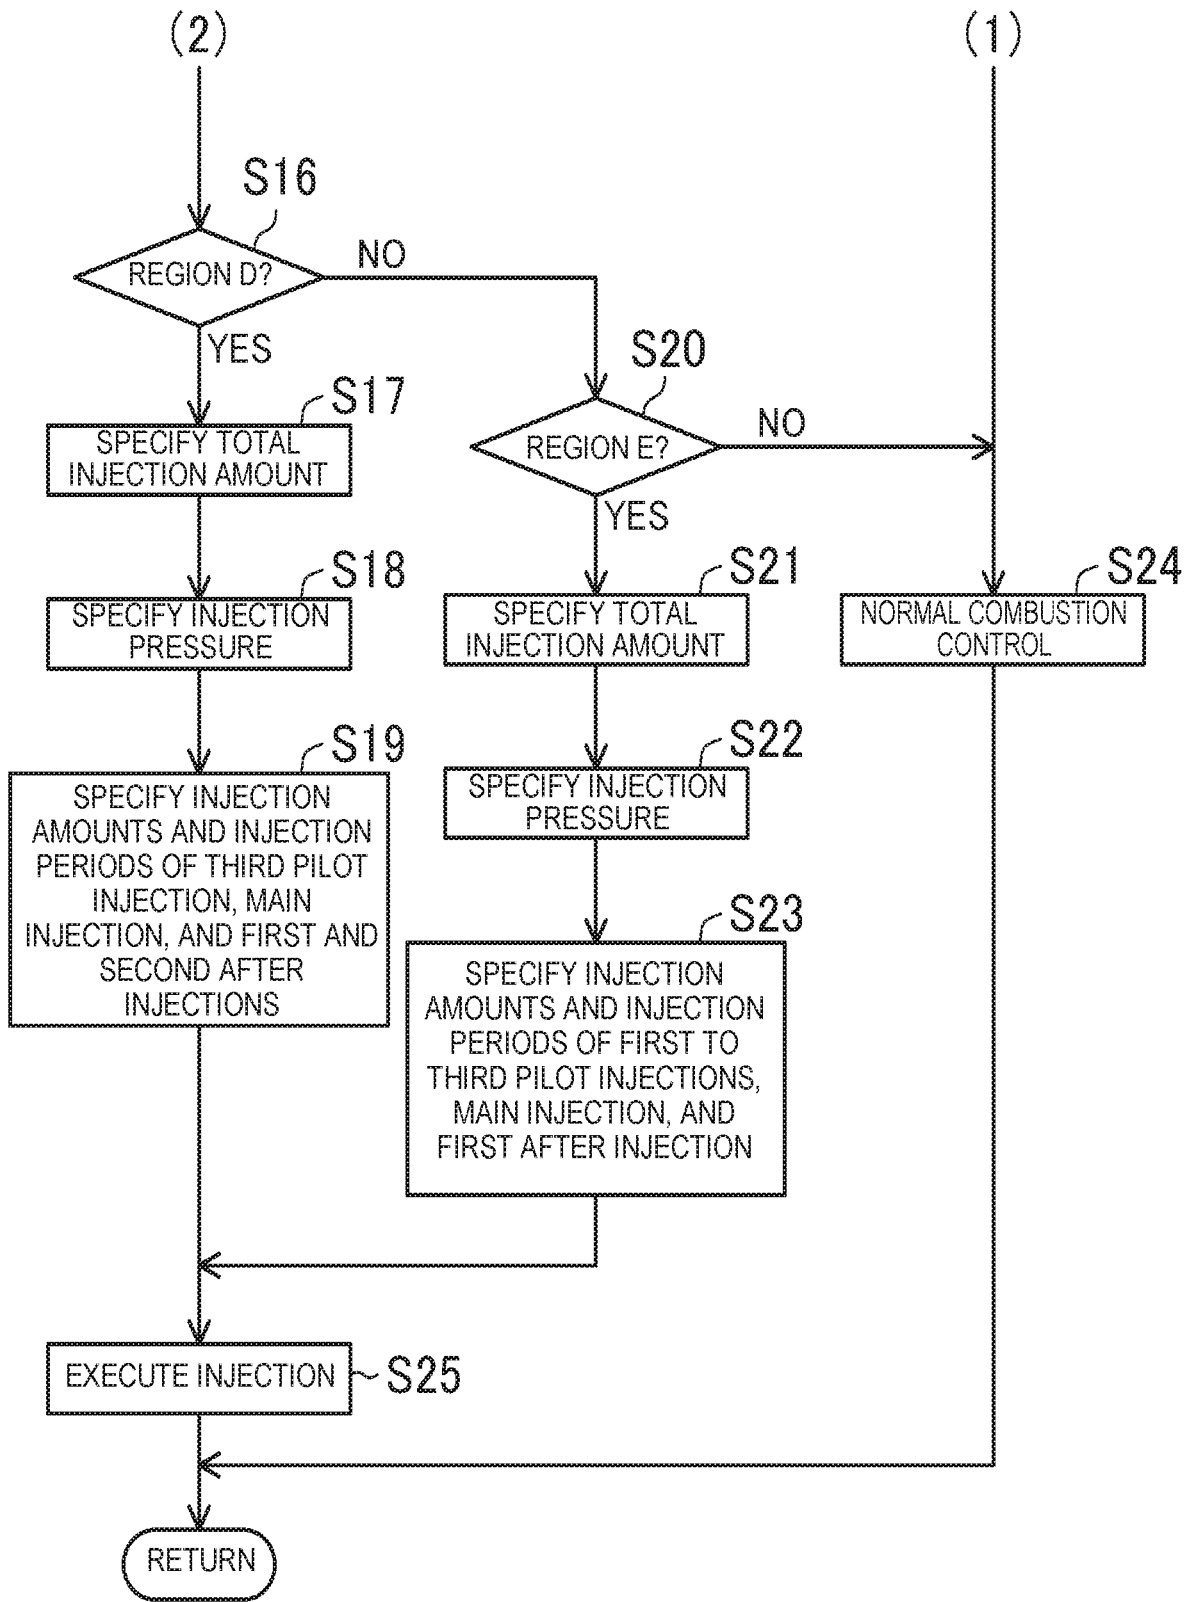 (2)
(1)
S16
REGION D?
NO
YES
S20
REGION E?
NO
YES
S17
SPECIFY TOTAL
INJECTION AMOUNT
S18
SPECIFY INJECTION
PRESSURE
S19
SPECIFY INJECTION
AMOUNTS AND INJECTION
PERIODS OF THIRD PILOT
INJECTION, MAIN
INJECTION, AND FIRST AND
SECOND AFTER
INJECTIONS
S21
SPECIFY TOTAL
INJECTION AMOUNT
S22
SPECIFY INJECTION
PRESSURE
S23
SPECIFY INJECTION
AMOUNTS AND INJECTION
PERIODS OF FIRST TO
THIRD PILOT INJECTIONS,
MAIN INJECTION, AND
FIRST AFTER INJECTION
S24
NORMAL COMBUSTION
CONTROL
EXECUTE INJECTION
S25
RETURN